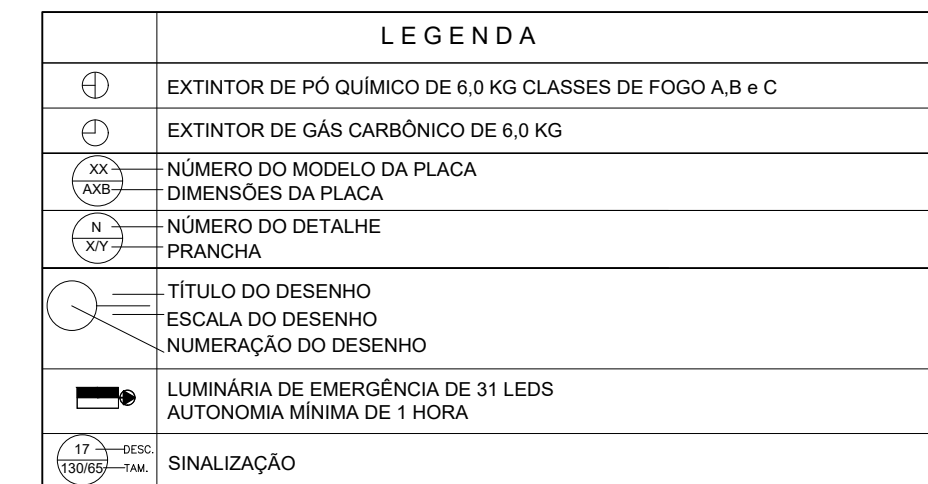 LEGENDA
EXTINTOR DE PÓ QUÍMICO DE 6,0 KG CLASSES DE FOGO A,B e C
EXTINTOR DE GÁS CARBÔNICO DE 6,0 KG
XX
NÚMERO DO MODELO DA PLACA
AXB
DIMENSÕES DA PLACA
N
NÚMERO DO DETALHE
X/Y
PRANCHA
TÍTULO DO DESENHO
ESCALA DO DESENHO
NUMERAÇÃO DO DESENHO
LUMINÁRIA DE EMERGÊNCIA DE 31 LEDS
AUTONOMIA MÍNIMA DE 1 HORA
17 DESC.
130/65 TAM.
SINALIZAÇÃO